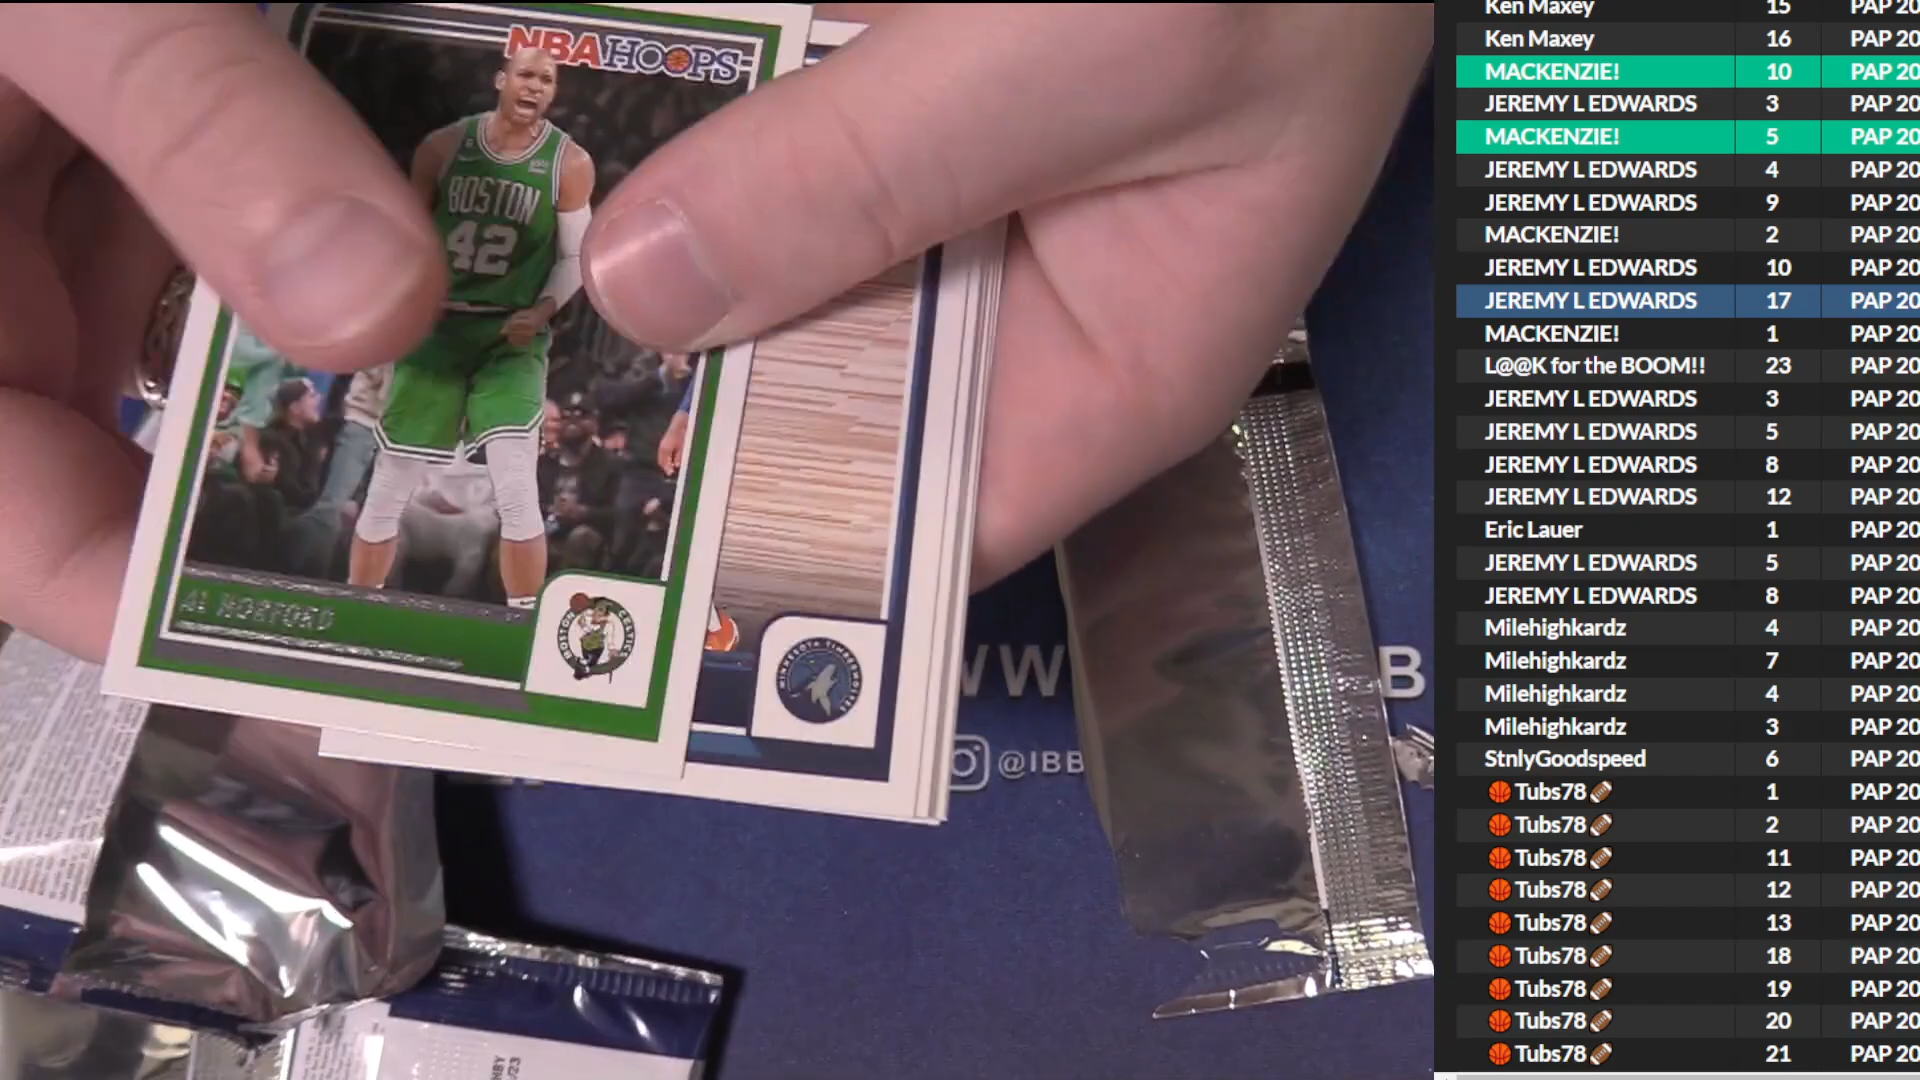 NBA HOOPS
BOSTON
42
AL HORFORD
BOSTON CELTICS
MINNESOTA TIMBERWOLVES
WW
B
@IBB
Ken Maxey 15 PAP 20
Ken Maxey 16 PAP 20
MACKENZIE! 10 PAP 20
JEREMY L EDWARDS 3 PAP 20
MACKENZIE! 5 PAP 20
JEREMY L EDWARDS 4 PAP 20
JEREMY L EDWARDS 9 PAP 20
MACKENZIE! 2 PAP 20
JEREMY L EDWARDS 10 PAP 20
JEREMY L EDWARDS 17 PAP 20
MACKENZIE! 1 PAP 20
L@@K for the BOOM!! 23 PAP 20
JEREMY L EDWARDS 3 PAP 20
JEREMY L EDWARDS 5 PAP 20
JEREMY L EDWARDS 8 PAP 20
JEREMY L EDWARDS 12 PAP 20
Eric Lauer 1 PAP 20
JEREMY L EDWARDS 5 PAP 20
JEREMY L EDWARDS 8 PAP 20
Milehighkardz 4 PAP 20
Milehighkardz 7 PAP 20
Milehighkardz 4 PAP 20
Milehighkardz 3 PAP 20
StnlyGoodspeed 6 PAP 20
🏀 Tubs78🏈 1 PAP 20
🏀 Tubs78🏈 2 PAP 20
🏀 Tubs78🏈 11 PAP 20
🏀 Tubs78🏈 12 PAP 20
🏀 Tubs78🏈 13 PAP 20
🏀 Tubs78🏈 18 PAP 20
🏀 Tubs78🏈 19 PAP 20
🏀 Tubs78🏈 20 PAP 20
🏀 Tubs78🏈 21 PAP 20